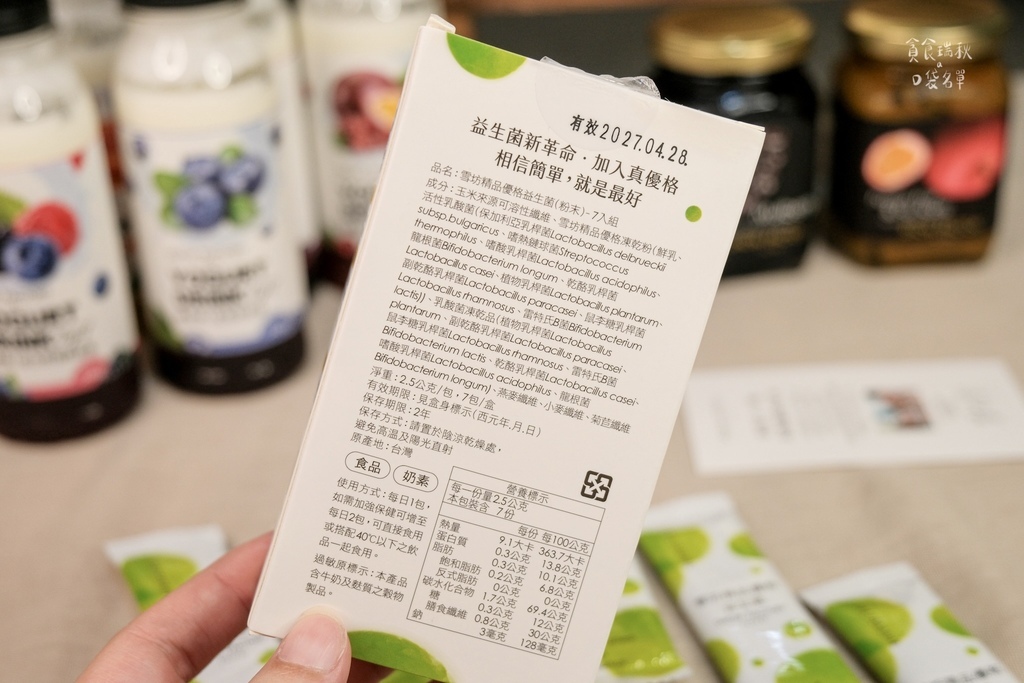 貪食瑞秋
a
口袋名單
有效2027.04.28.
益生菌新革命·加入真優格
相信簡單,就是最好
品名:雪坊精品優格益生菌(粉末)-7入組
成分:玉米來源可溶性纖維、雪坊精品優格凍乾粉(鮮乳、
活性乳酸菌(保加利亞乳桿菌Lactobacillus delbrueckii
subsp.bulgaricus、嗜熱鏈球菌Streptococcus
thermophilus、嗜酸乳桿菌Lactobacillus acidophilus、
龍根菌Bifidobacterium longum、乾酪乳桿菌
Lactobacillus casei、植物乳桿菌Lactobacillus plantarum、
副乾酪乳桿菌Lactobacillus paracasei、鼠李糖乳桿菌
Lactobacillus rhamnosus、雷特氏B菌Bifidobacterium
lactis))、乳酸菌凍乾品(植物乳桿菌Lactobacillus
plantarum、副乾酪乳桿菌Lactobacillus paracasei、
鼠李糖乳桿菌Lactobacillus rhamnosus、雷特氏B菌
Bifidobacterium lactis、乾酪乳桿菌Lactobacillus casei、
嗜酸乳桿菌Lactobacillus acidophilus、龍根菌
Bifidobacterium longum)、燕麥纖維、小麥纖維、菊苣纖維
淨重:2.5公克/包,7包/盒
有效期限:見盒身標示(西元年.月.日)
保存期限:2年
保存方式:請置於陰涼乾燥處,
避免高溫及陽光直射
原產地:台灣
食品 奶素
使用方式:每日1包,
如需加強保健可增至
每日2包,可直接食用
或搭配40℃以下之飲
品一起食用。
過敏原標示:本產品
含牛奶及麩質之穀物
製品。
營養標示
每一份量2.5公克
本包裝含 7份
每份 每100公克
熱量 9.1大卡 363.7大卡
蛋白質 0.3公克 13.8公克
脂肪 0.3公克 10.1公克
飽和脂肪 0.2公克 6.8公克
反式脂肪 0公克 0公克
碳水化合物 1.7公克 69.4公克
糖 0.3公克 12公克
膳食纖維 0.8公克 30公克
鈉 3毫克 128毫克